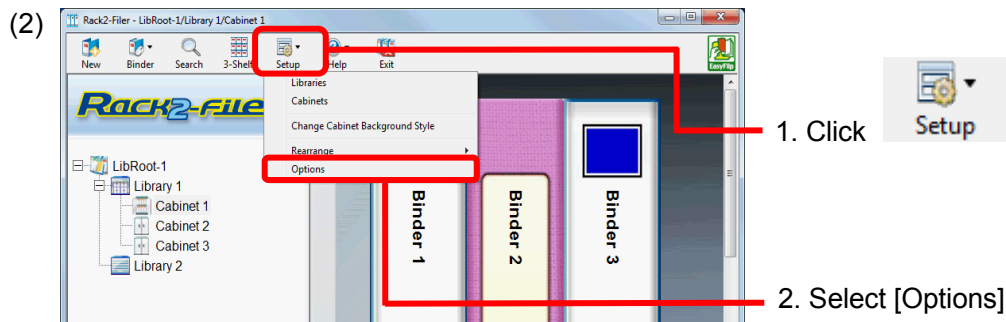 (2)
Rack2-Filer - LibRoot-1/Library 1/Cabinet 1
New Binder Search 3-Shelf Setup Help Exit
EasyFlip
Libraries
Cabinets
Change Cabinet Background Style
Rearrange
Options
Rack2-Filer
LibRoot-1
Library 1
Cabinet 1
Cabinet 2
Cabinet 3
Library 2
Binder 1
Binder 2
Binder 3
1. Click
Setup
2. Select [Options]